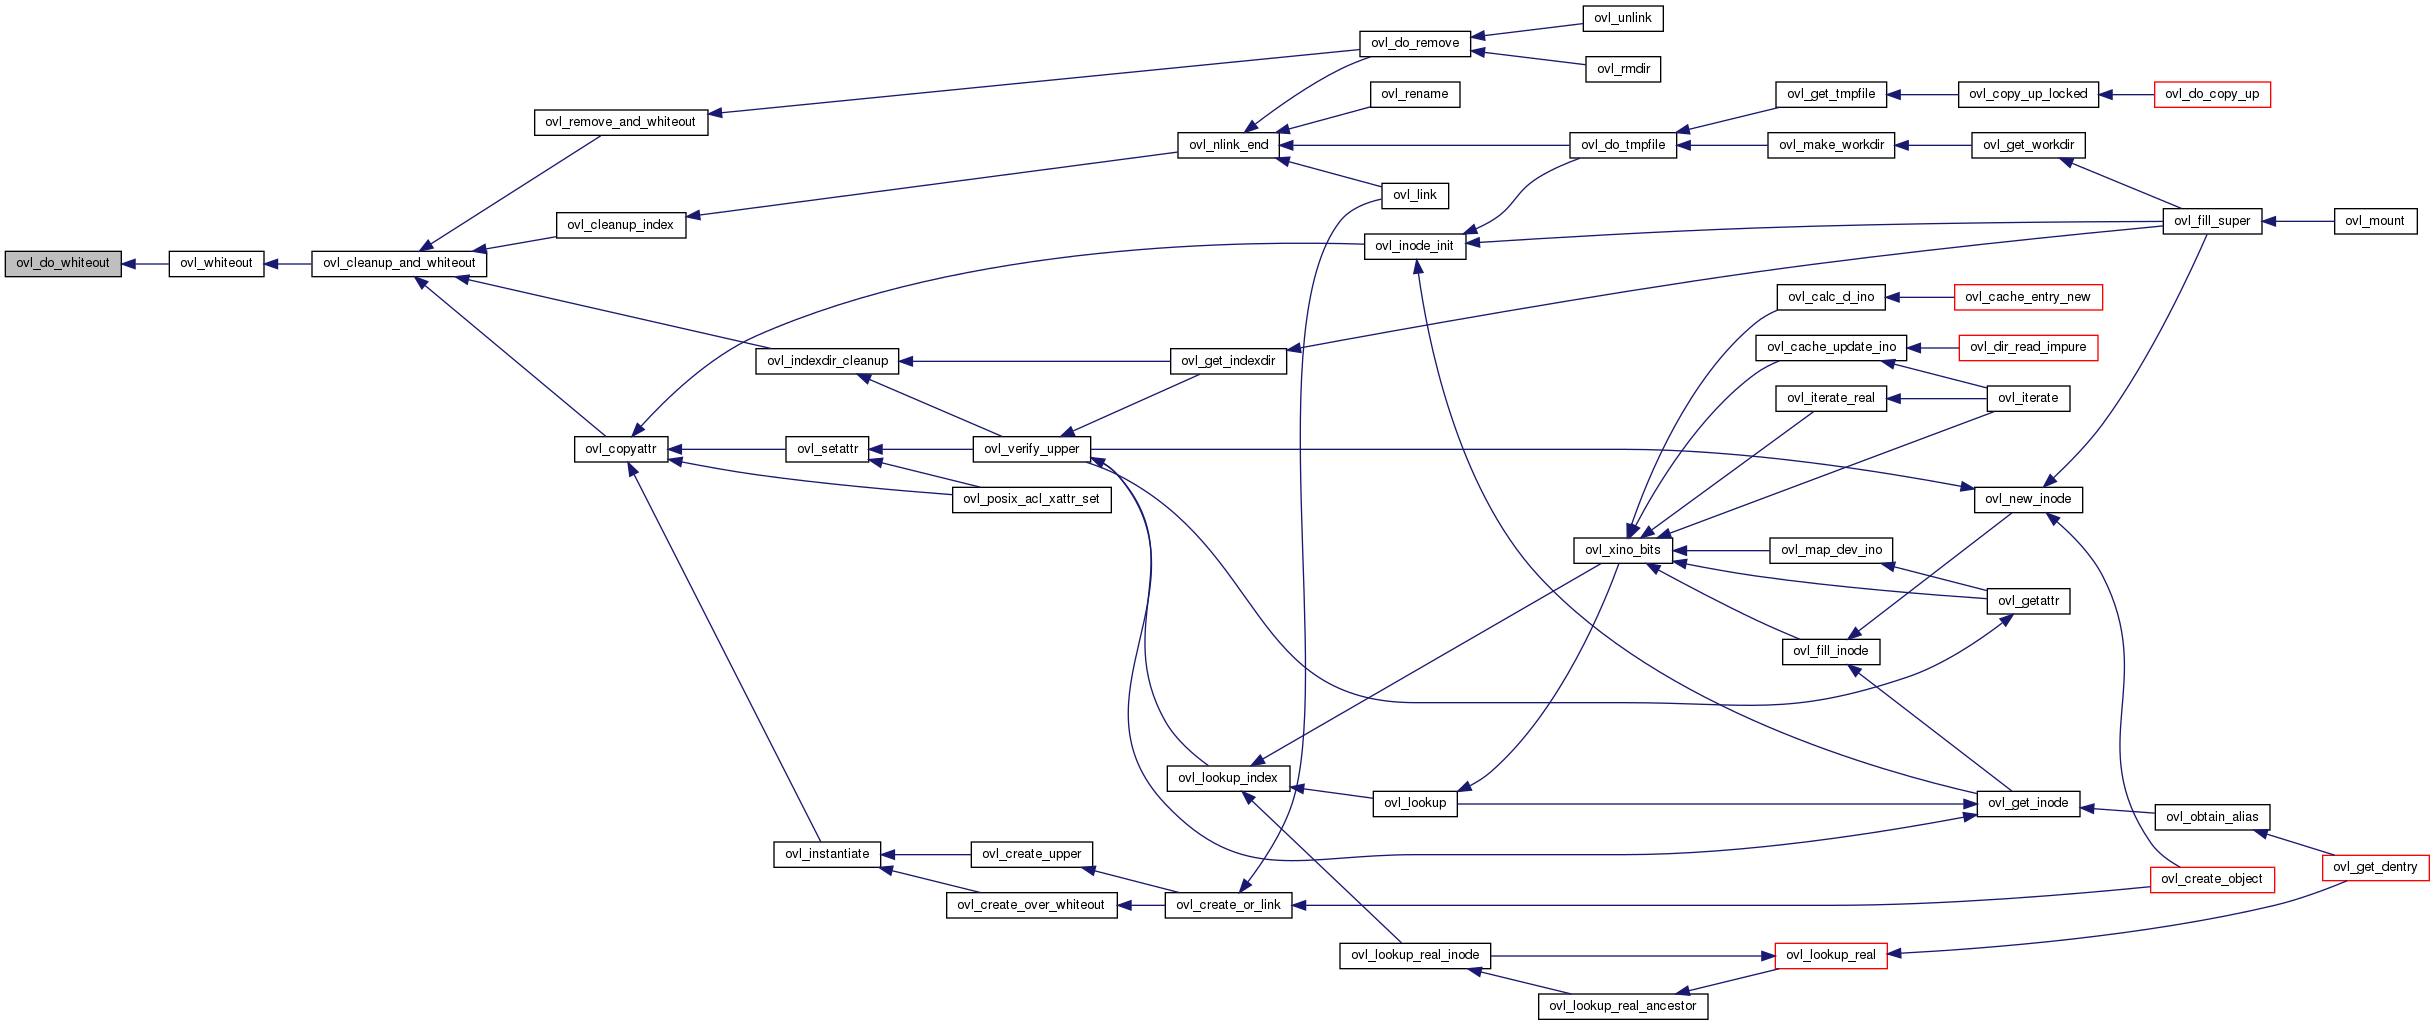 ovl_unlink
ovl_do_remove
ovl_rmdir
ovl_rename
ovl_get_tmpfile
ovl_copy_up_locked
ovl_do_copy_up
ovl_remove_and_whiteout
ovl_nlink_end
ovl_do_tmpfile
ovl_make_workdir
ovl_get_workdir
ovl_link
ovl_cleanup_index
ovl_fill_super
ovl_mount
ovl_inode_init
ovl_do_whiteout
ovl_whiteout
ovl_cleanup_and_whiteout
ovl_calc_d_ino
ovl_cache_entry_new
ovl_cache_update_ino
ovl_dir_read_impure
ovl_indexdir_cleanup
ovl_get_indexdir
ovl_iterate_real
ovl_iterate
ovl_copyattr
ovl_setattr
ovl_verify_upper
ovl_posix_acl_xattr_set
ovl_new_inode
ovl_xino_bits
ovl_map_dev_ino
ovl_getattr
ovl_fill_inode
ovl_lookup_index
ovl_lookup
ovl_get_inode
ovl_obtain_alias
ovl_instantiate
ovl_create_upper
ovl_get_dentry
ovl_create_object
ovl_create_over_whiteout
ovl_create_or_link
ovl_lookup_real_inode
ovl_lookup_real
ovl_lookup_real_ancestor